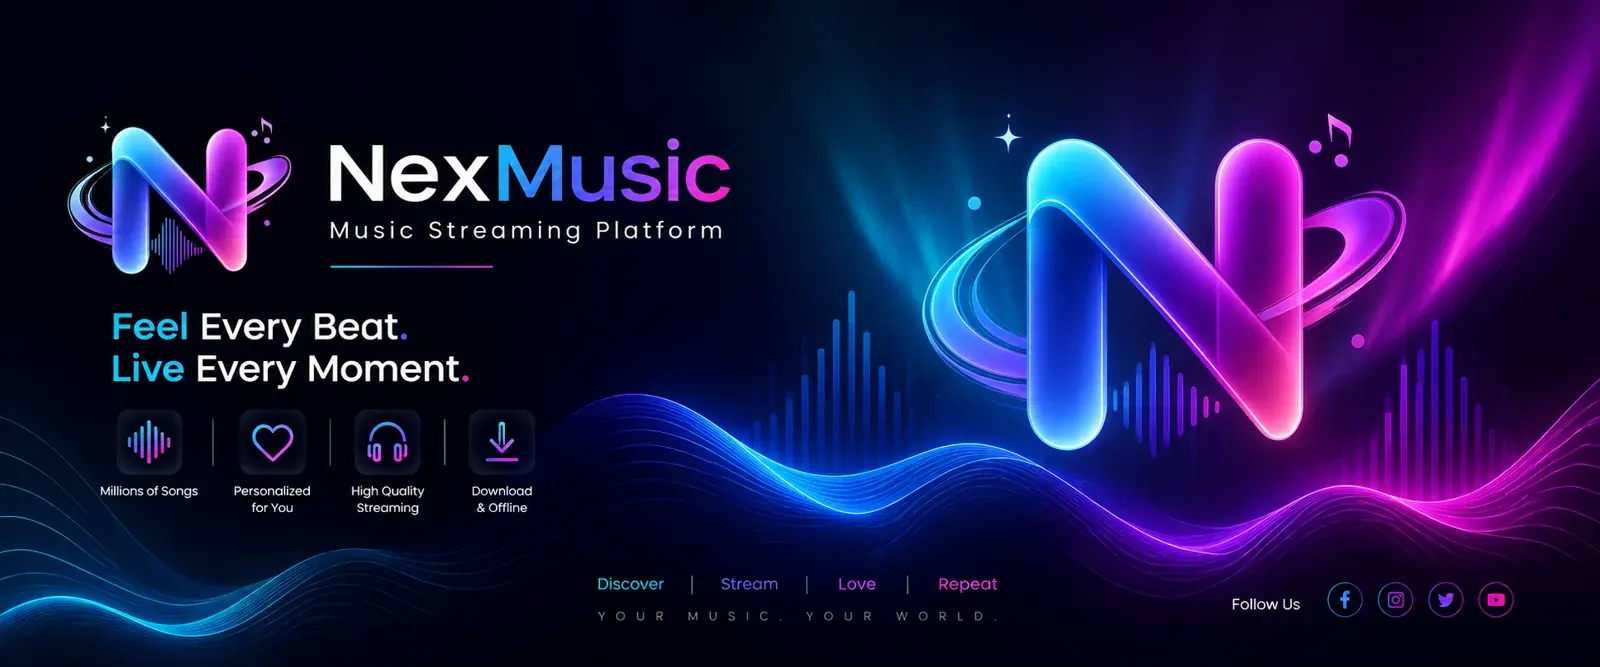 N
NexMusic
Music Streaming Platform
Feel Every Beat.
Live Every Moment.
Millions of Songs
Personalized
for You
High Quality
Streaming
Download
& Offline
N
Discover | Stream | Love | Repeat
YOUR MUSIC. YOUR WORLD.
Follow Us